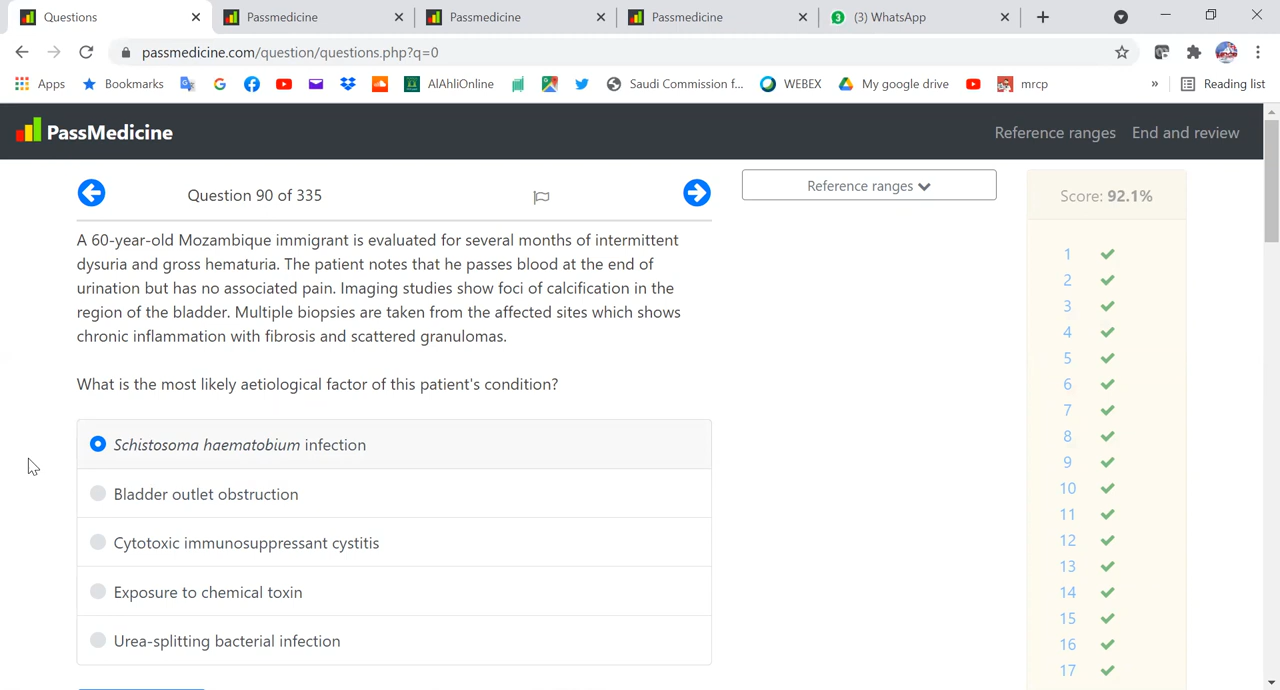 Questions
Passmedicine
Passmedicine
Passmedicine
3 (3) WhatsApp
passmedicine.com/question/questions.php?q=0
Apps Bookmarks AlAhliOnline Saudi Commission f... WEBEX My google drive mrcp » Reading list
PassMedicine
Reference ranges End and review
Question 90 of 335
Reference ranges
Score: 92.1%
A 60-year-old Mozambique immigrant is evaluated for several months of intermittent
dysuria and gross hematuria. The patient notes that he passes blood at the end of
urination but has no associated pain. Imaging studies show foci of calcification in the
region of the bladder. Multiple biopsies are taken from the affected sites which shows
chronic inflammation with fibrosis and scattered granulomas.
What is the most likely aetiological factor of this patient's condition?
Schistosoma haematobium infection
Bladder outlet obstruction
Cytotoxic immunosuppressant cystitis
Exposure to chemical toxin
Urea-splitting bacterial infection
1
2
3
4
5
6
7
8
9
10
11
12
13
14
15
16
17